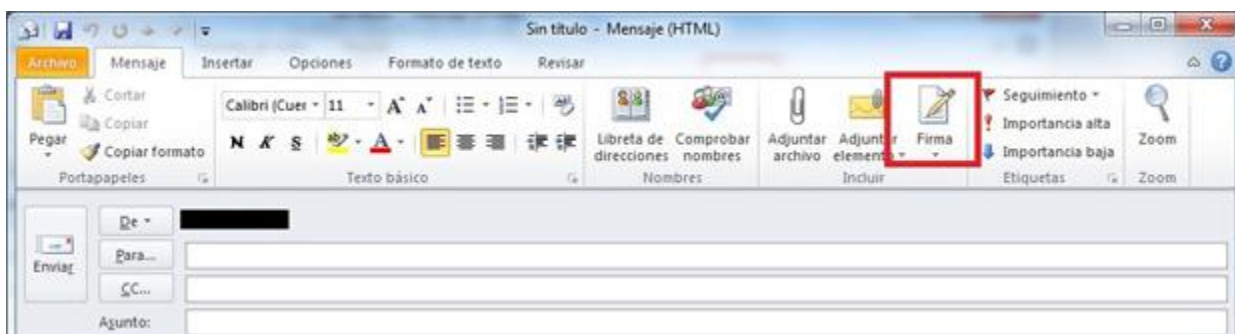 Sin título - Mensaje (HTML)
Archivo Mensaje Insertar Opciones Formato de texto Revisar
Pegar
Cortar
Copiar
Copiar formato
Portapapeles
Calibri (Cuer 11
N K S
Texto básico
Libreta de direcciones
Comprobar nombres
Nombres
Adjuntar archivo
Adjuntar elemento
Firma
Incluir
Seguimiento
Importancia alta
Importancia baja
Etiquetas
Zoom
Zoom
Enviar
De
Para...
CC...
Asunto: